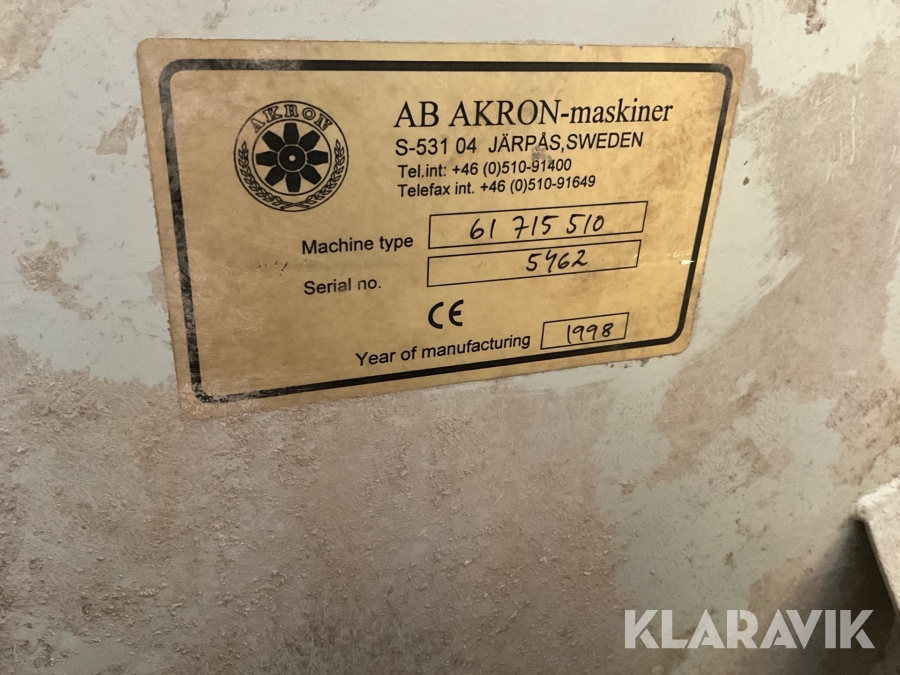 AKRON
AB AKRON-maskiner
S-531 04 JÄRPÅS,SWEDEN
Tel.int: +46 (0)510-91400
Telefax int. +46 (0)510-91649
Machine type 61 715 510
Serial no. 5462
CE
Year of manufacturing 1998
KLARAVIK